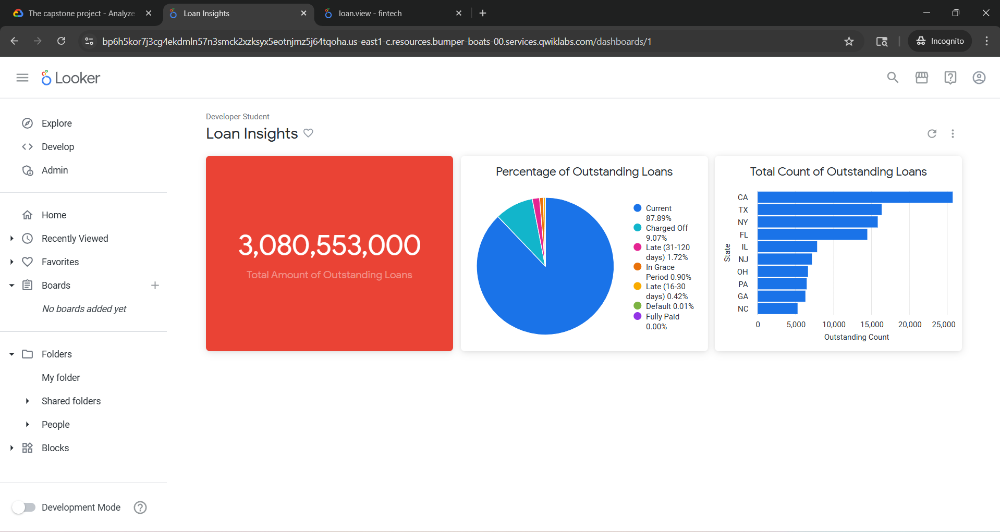 The capstone project - Analyze
Loan Insights
loan.view - fintech
bp6h5kor7j3cg4ekdmln57n3smck2xzksyx5eotnjmz5j64tqoha.us-east1-c.resources.bumper-boats-00.services.qwiklabs.com/dashboards/1
Incognito
Looker
Explore
Develop
Admin
Home
Recently Viewed
Favorites
Boards
No boards added yet
Folders
My folder
Shared folders
People
Blocks
Development Mode
Developer Student
Loan Insights
3,080,553,000
Total Amount of Outstanding Loans
Percentage of Outstanding Loans
Current
87.89%
Charged Off
9.07%
Late (31-120
days) 1.72%
In Grace
Period 0.90%
Late (16-30
days) 0.42%
Default 0.01%
Fully Paid
0.00%
Total Count of Outstanding Loans
State
CA
TX
NY
FL
IL
NJ
OH
PA
GA
NC
0 5,000 10,000 15,000 20,000 25,000
Outstanding Count